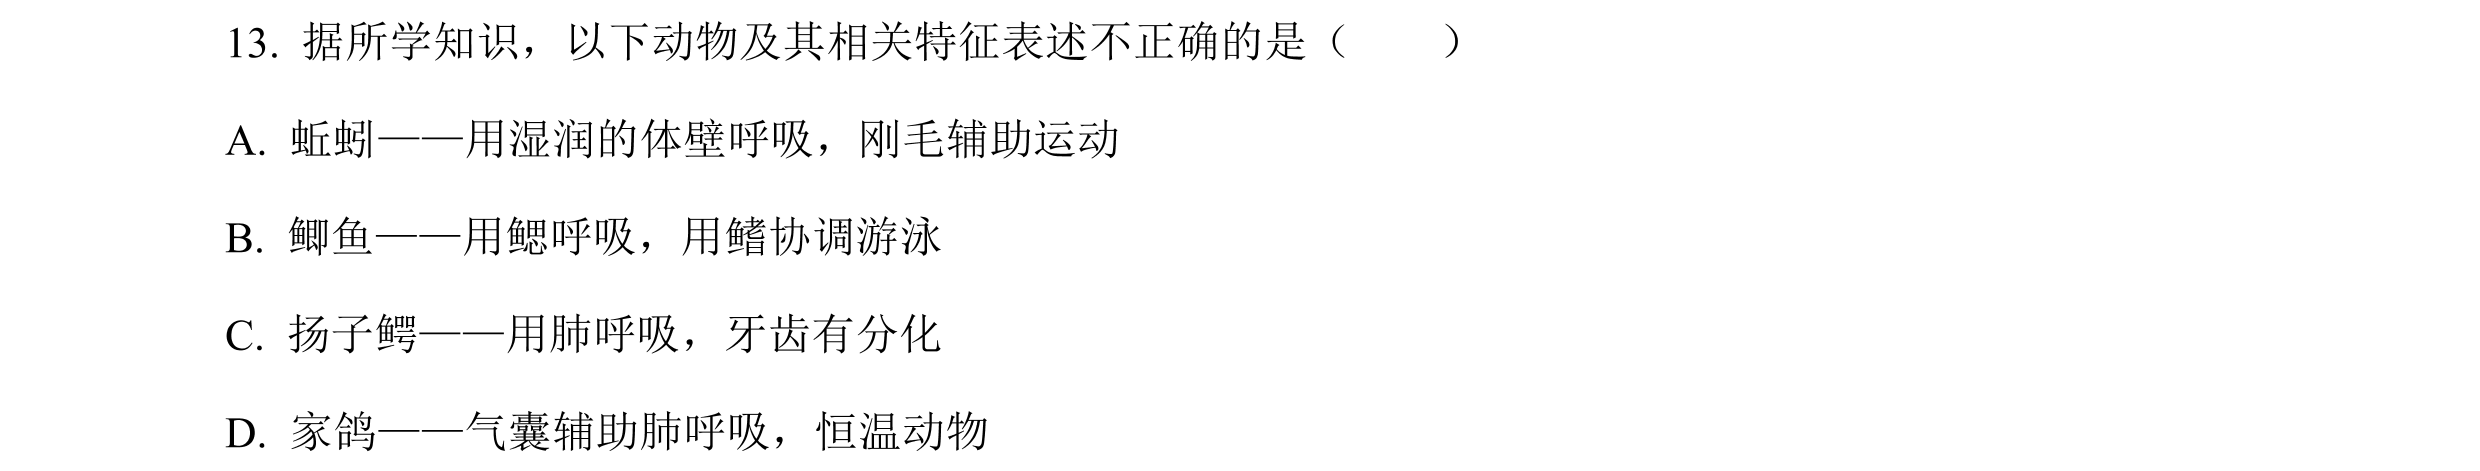 13. 据所学知识，以下动物及其相关特征表述不正确的是（　　）
A. 蚯蚓——用湿润的体壁呼吸，刚毛辅助运动
B. 鲫鱼——用鳃呼吸，用鳍协调游泳
C. 扬子鳄——用肺呼吸，牙齿有分化
D. 家鸽——气囊辅助肺呼吸，恒温动物